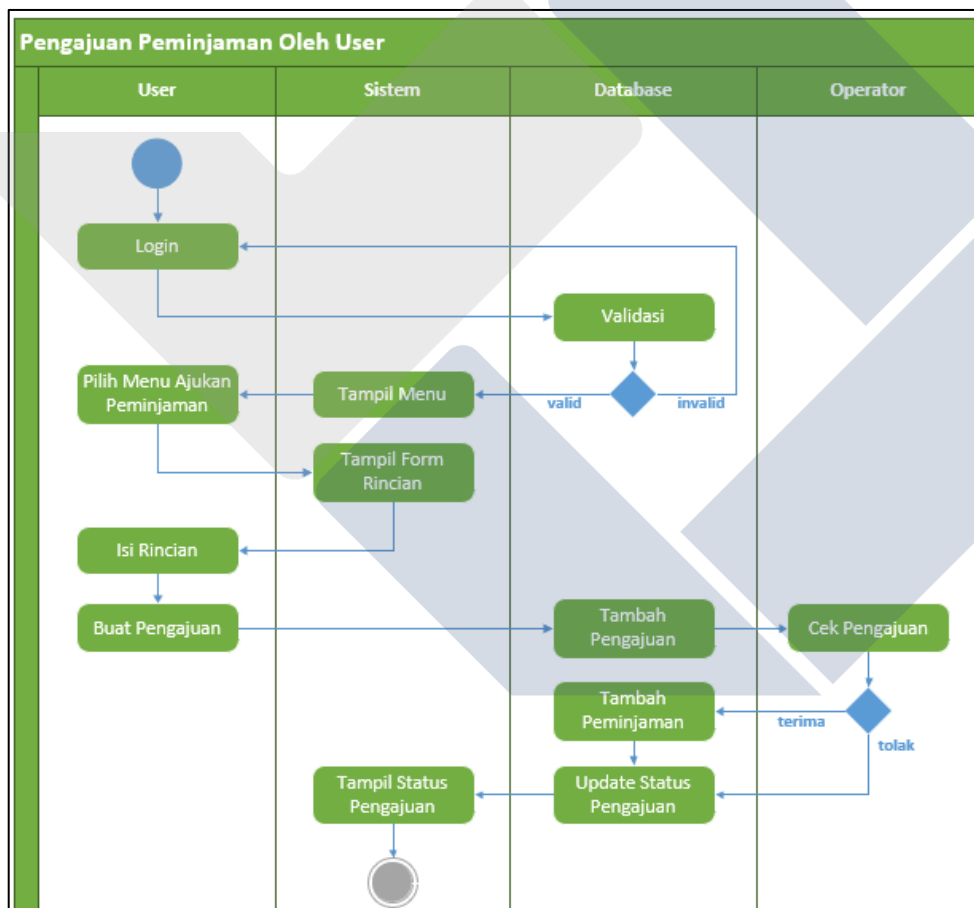 Pengajuan Peminjaman Oleh User
User
Sistem
Database
Operator
Login
Validasi
Pilih Menu Ajukan
Peminjaman
Tampil Menu
valid
invalid
Tampil Form
Rincian
Isi Rincian
Buat Pengajuan
Tambah
Pengajuan
Cek Pengajuan
Tambah
Peminjaman
terima
tolak
Tampil Status
Pengajuan
Update Status
Pengajuan